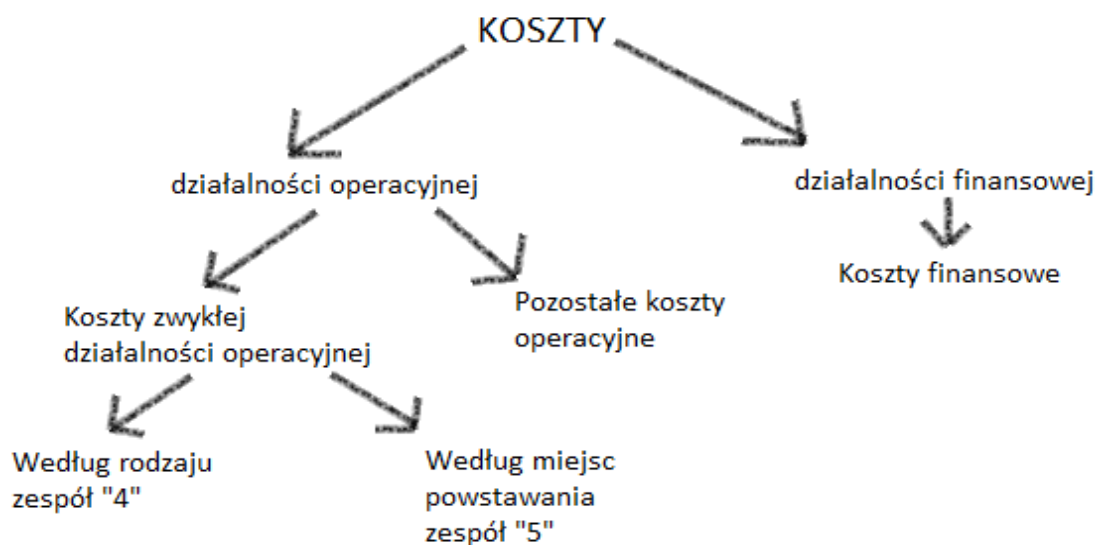 KOSZTY
działalności operacyjnej
działalności finansowej
Koszty zwykłej
działalności operacyjnej
Pozostałe koszty
operacyjne
Koszty finansowe
Według rodzaju
zespół "4"
Według miejsc
powstawania
zespół "5"